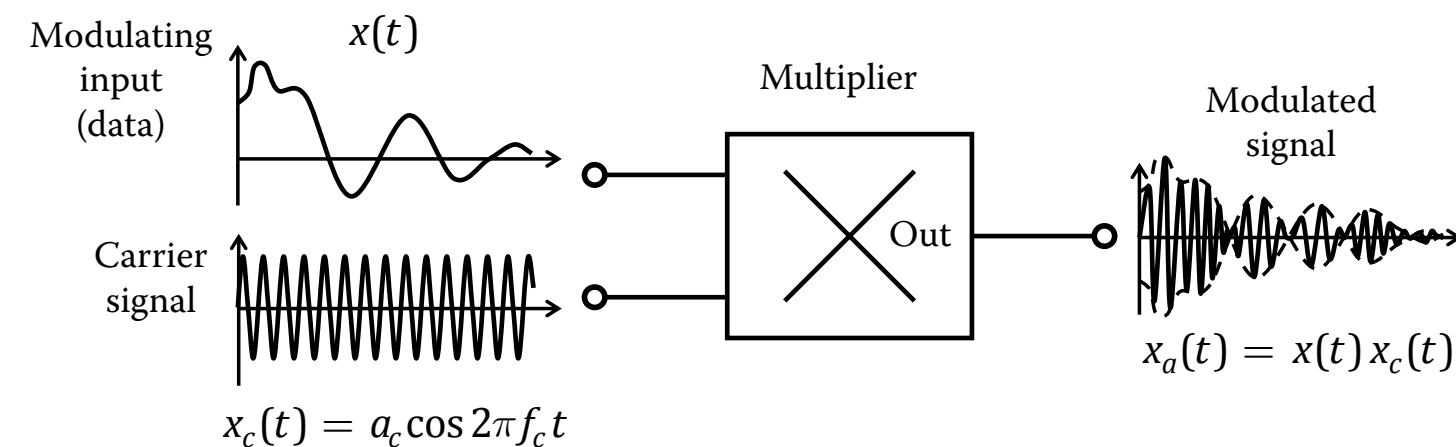 Modulating
input
(data)
x(t)
Carrier
signal
x_c(t) = a_c cos 2πf_c t
Multiplier
Out
Modulated
signal
x_a(t) = x(t) x_c(t)